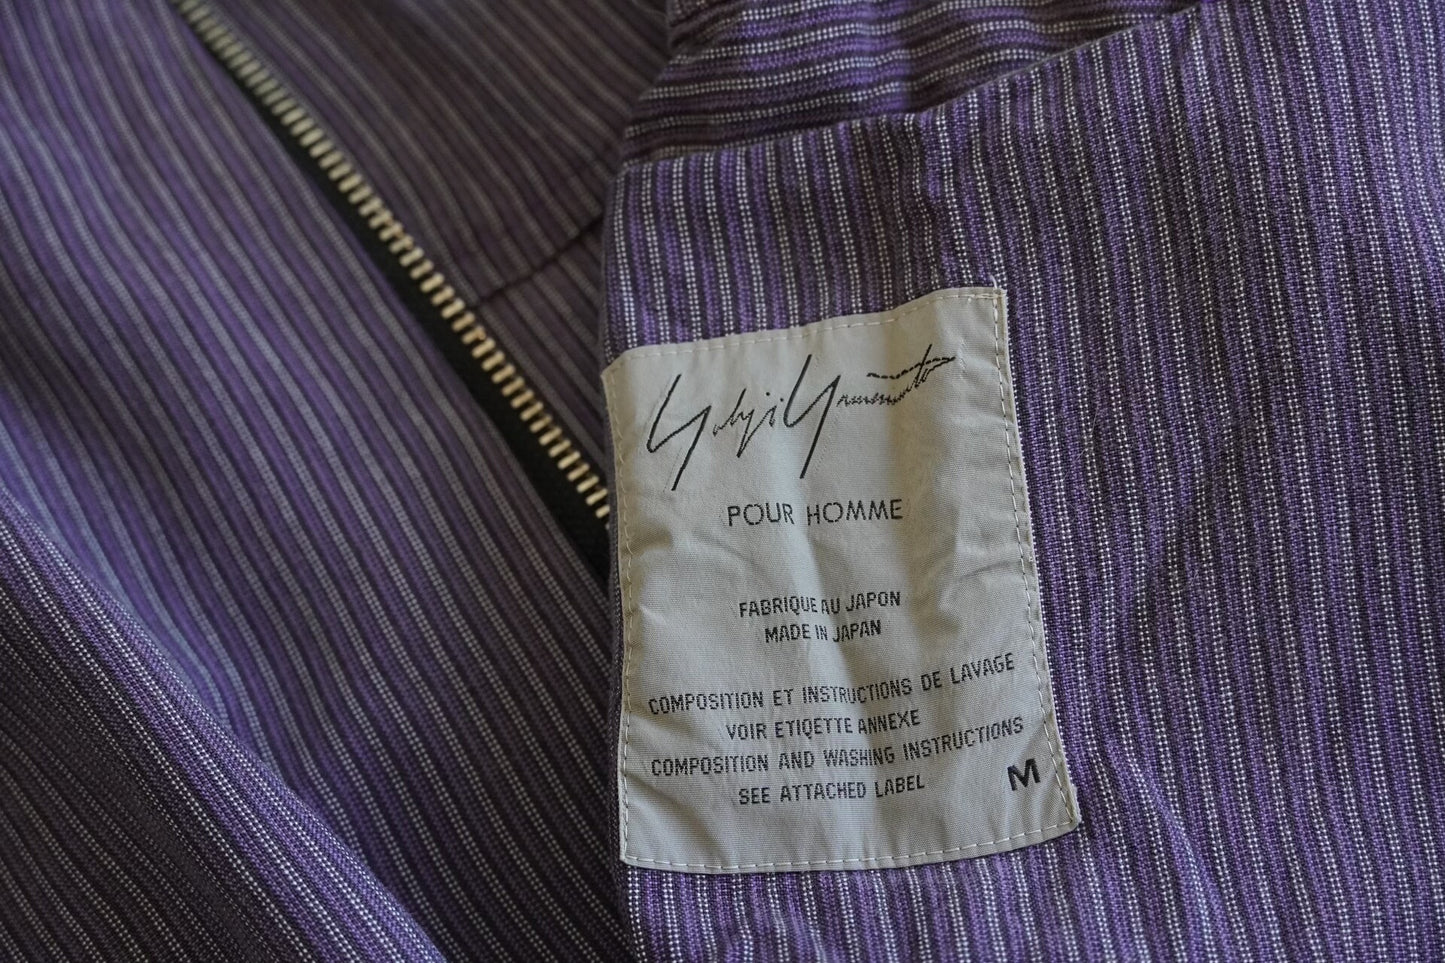 Yohji Yamamoto
POUR HOMME
FABRIQUE AU JAPON
MADE IN JAPAN
COMPOSITION ET INSTRUCTIONS DE LAVAGE
VOIR ETIQETTE ANNEXE
COMPOSITION AND WASHING INSTRUCTIONS
SEE ATTACHED LABEL
M